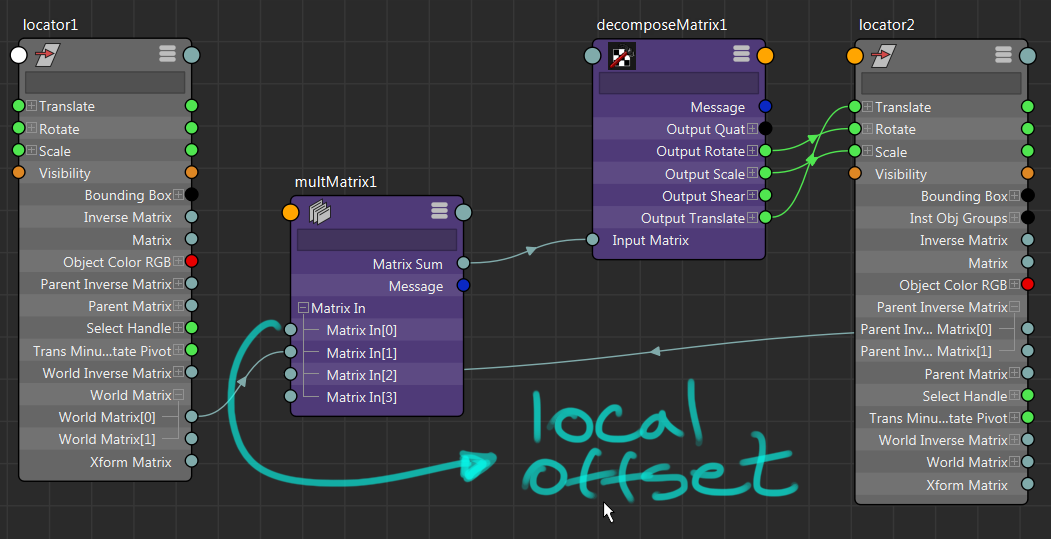 locator1
Translate
Rotate
Scale
Visibility
Bounding Box
Inverse Matrix
Matrix
Object Color RGB
Parent Inverse Matrix
Parent Matrix
Select Handle
Trans Minu...tate Pivot
World Inverse Matrix
World Matrix
World Matrix[0]
World Matrix[1]
Xform Matrix
multMatrix1
Matrix Sum
Message
Matrix In
Matrix In[0]
Matrix In[1]
Matrix In[2]
Matrix In[3]
decomposeMatrix1
Message
Output Quat
Output Rotate
Output Scale
Output Shear
Output Translate
Input Matrix
local
offset
locator2
Translate
Rotate
Scale
Visibility
Bounding Box
Inst Obj Groups
Inverse Matrix
Matrix
Object Color RGB
Parent Inverse Matrix
Parent Inv... Matrix[0]
Parent Inv... Matrix[1]
Parent Matrix
Select Handle
Trans Minu...tate Pivot
World Inverse Matrix
World Matrix
Xform Matrix